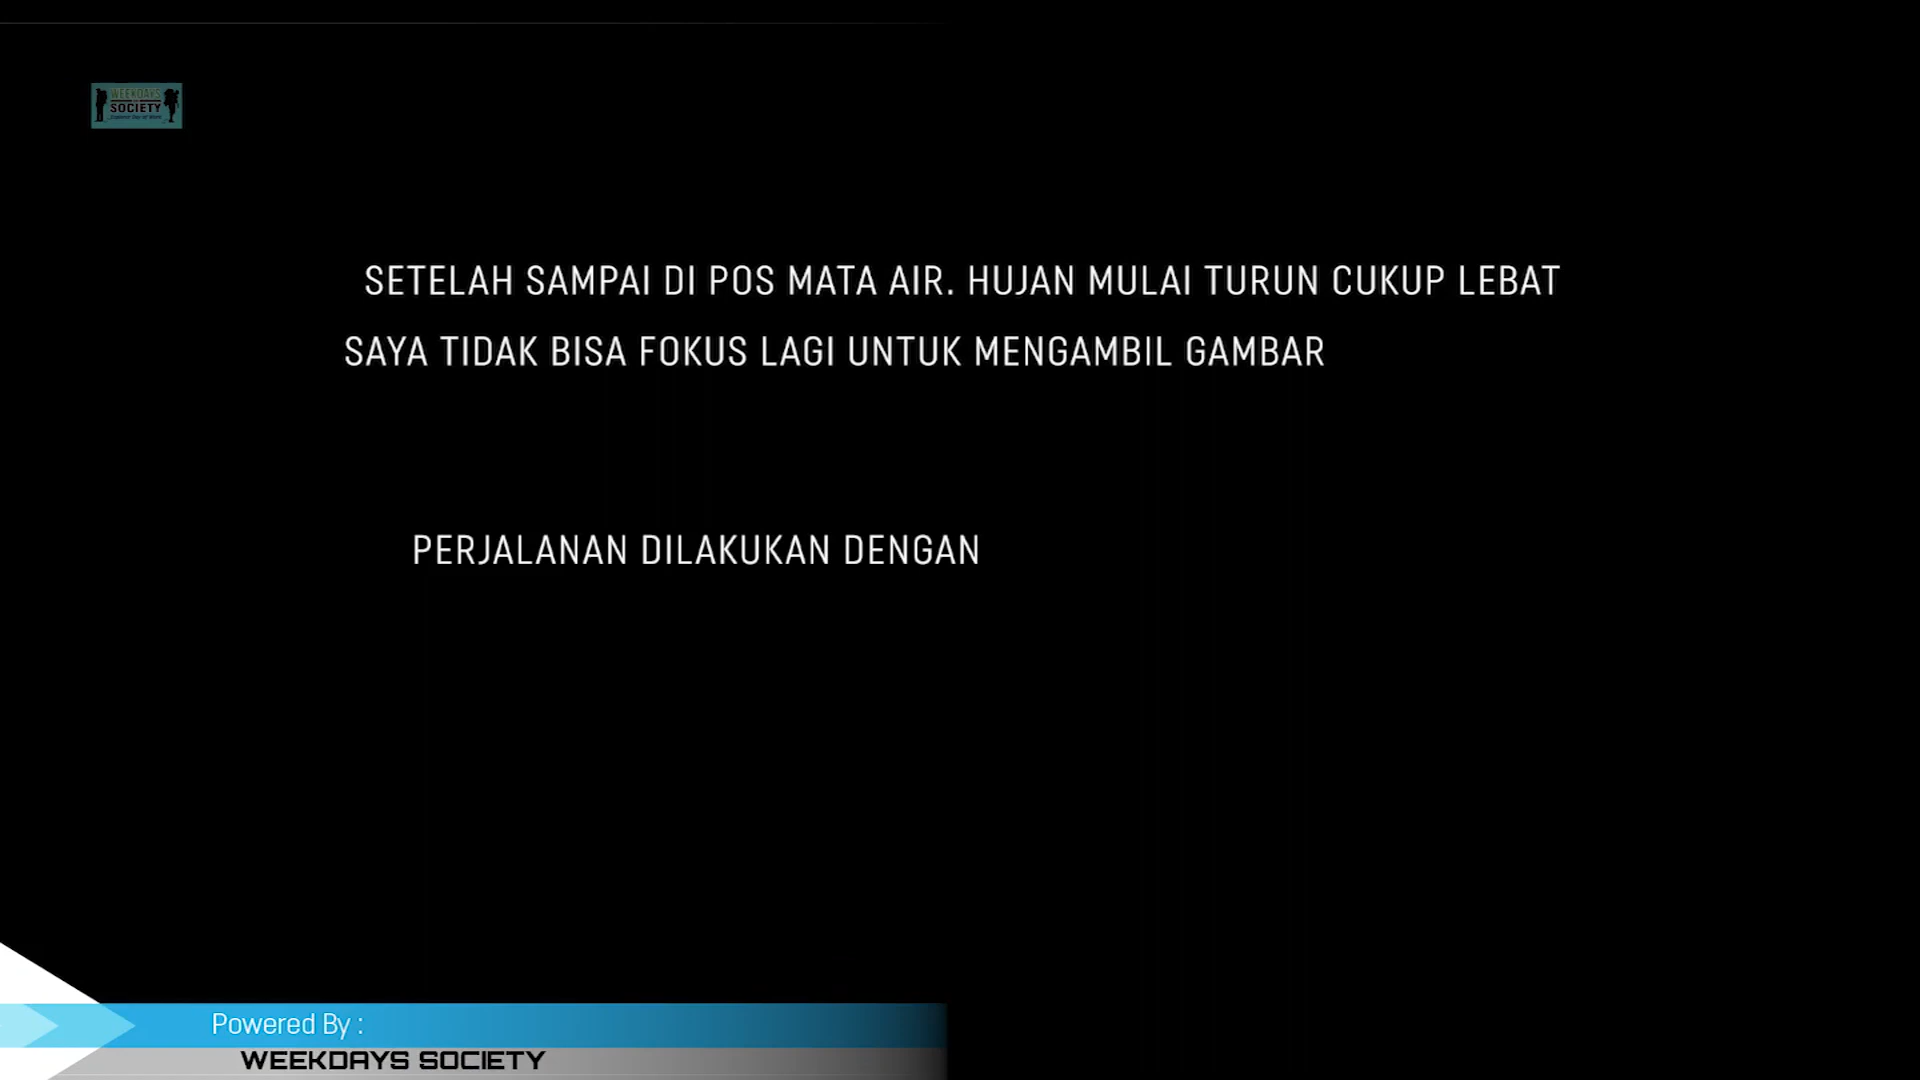 WEEKDAYS
SOCIETY
SETELAH SAMPAI DI POS MATA AIR. HUJAN MULAI TURUN CUKUP LEBAT
SAYA TIDAK BISA FOKUS LAGI UNTUK MENGAMBIL GAMBAR
PERJALANAN DILAKUKAN DENGAN
Powered By :
WEEKDAYS SOCIETY